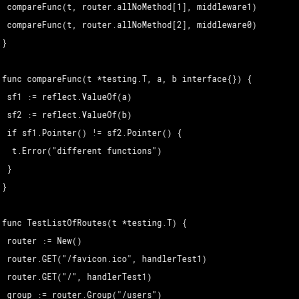 compareFunc(t, router.allNoMethod[1], middleware1)
compareFunc(t, router.allNoMethod[2], middleware0)
}
func compareFunc(t *testing.T, a, b interface{}) {
sf1 := reflect.ValueOf(a)
sf2 := reflect.ValueOf(b)
if sf1.Pointer() != sf2.Pointer() {
t.Error("different functions")
}
}
func TestListOfRoutes(t *testing.T) {
router := New()
router.GET("/favicon.ico", handlerTest1)
router.GET("/", handlerTest1)
group := router.Group("/users")